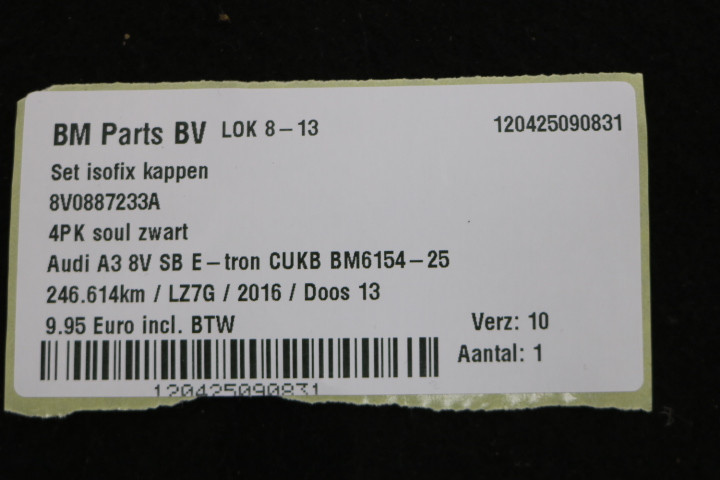 BM Parts BV LOK 8-13 120425090831
Set isofix kappen
8V0887233A
4PK soul zwart
Audi A3 8V SB E-tron CUKB BM6154-25
246.614km / LZ7G / 2016 / Doos 13
9.95 Euro incl. BTW Verz: 10
Aantal: 1
120425090831